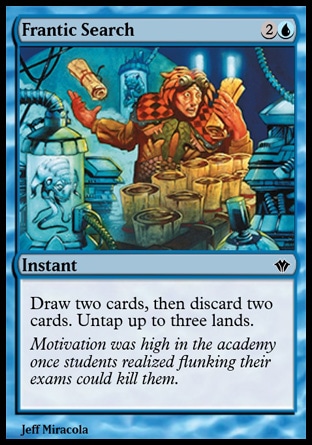 Frantic Search 2
Instant
Draw two cards, then discard two
cards. Untap up to three lands.
Motivation was high in the academy
once students realized flunking their
exams could kill them.
Jeff Miracola